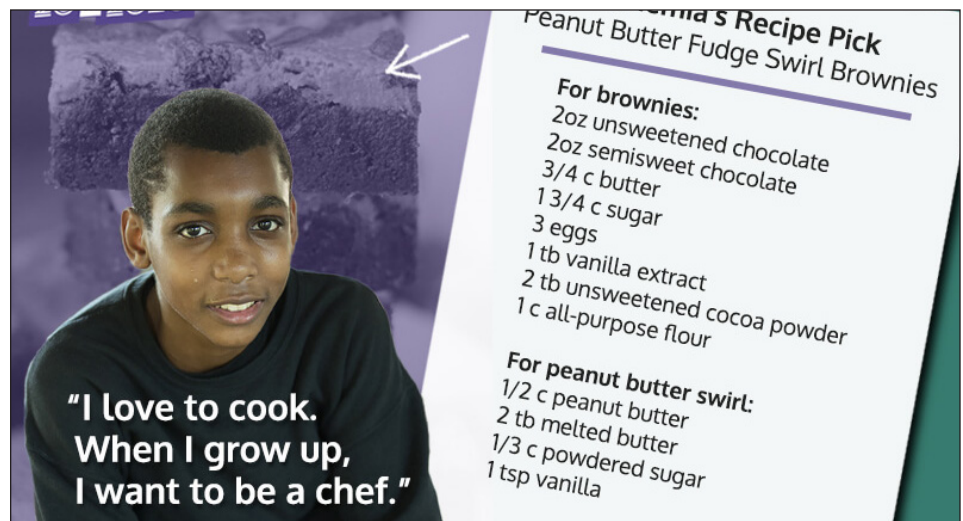 's Recipe Pick
Peanut Butter Fudge Swirl Brownies
For brownies:
2oz unsweetened chocolate
2oz semisweet chocolate
3/4 c butter
1 3/4 c sugar
3 eggs
1 tb vanilla extract
2 tb unsweetened cocoa powder
1 c all-purpose flour
For peanut butter swirl:
1/2 c peanut butter
2 tb melted butter
1/3 c powdered sugar
1 tsp vanilla
“I love to cook.
When I grow up,
I want to be a chef.”